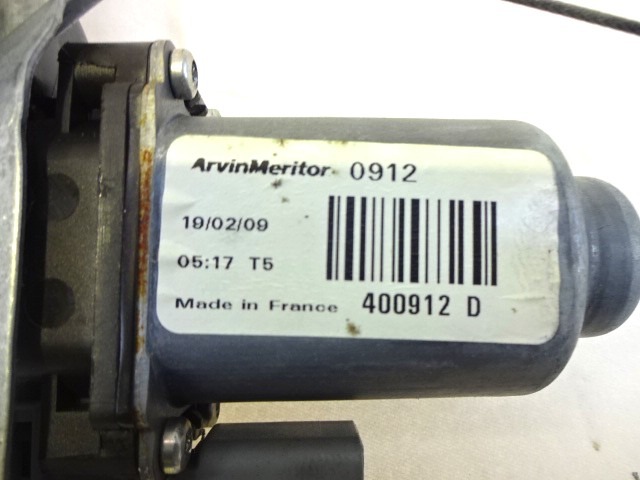 ArvinMeritor 0912
19/02/09
05:17 T5
Made in France 400912 D